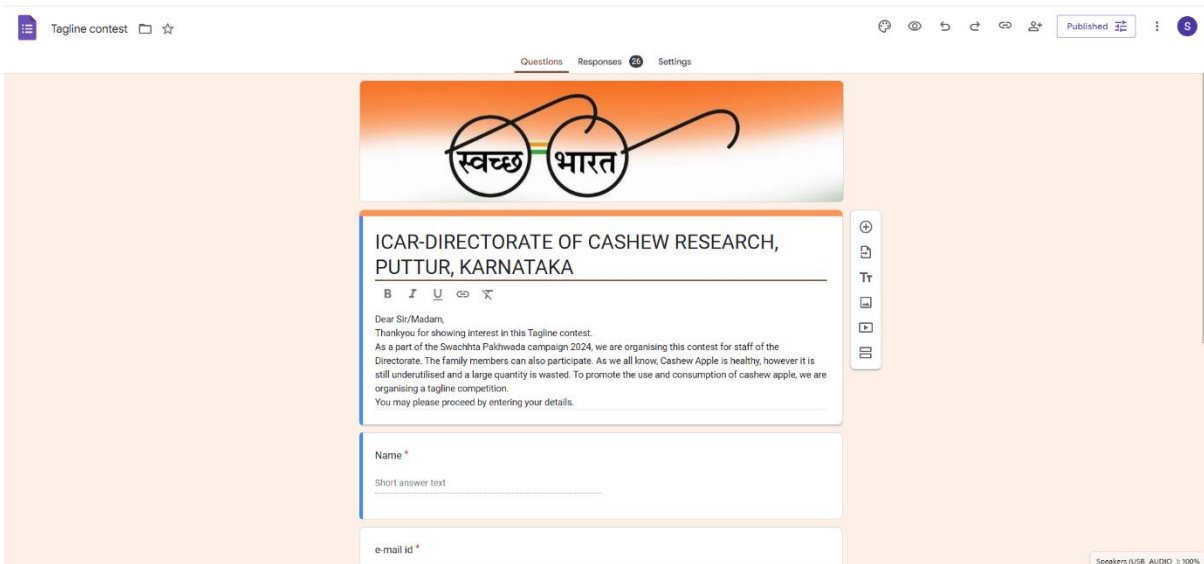 Tagline contest
Published
S
Questions Responses 26 Settings
स्वच्छ भारत
ICAR-DIRECTORATE OF CASHEW RESEARCH,
PUTTUR, KARNATAKA
B I U
Dear Sir/Madam,
Thankyou for showing interest in this Tagline contest.
As a part of the Swachhta Pakhwada campaign 2024, we are organising this contest for staff of the
Directorate. The family members can also participate. As we all know, Cashew Apple is healthy, however it is
still underutilised and a large quantity is wasted. To promote the use and consumption of cashew apple, we are
organising a tagline competition.
You may please proceed by entering your details.
Tт
Name *
Short answer text
e-mail id *
Speakers (USB_AUDIO_): 100%